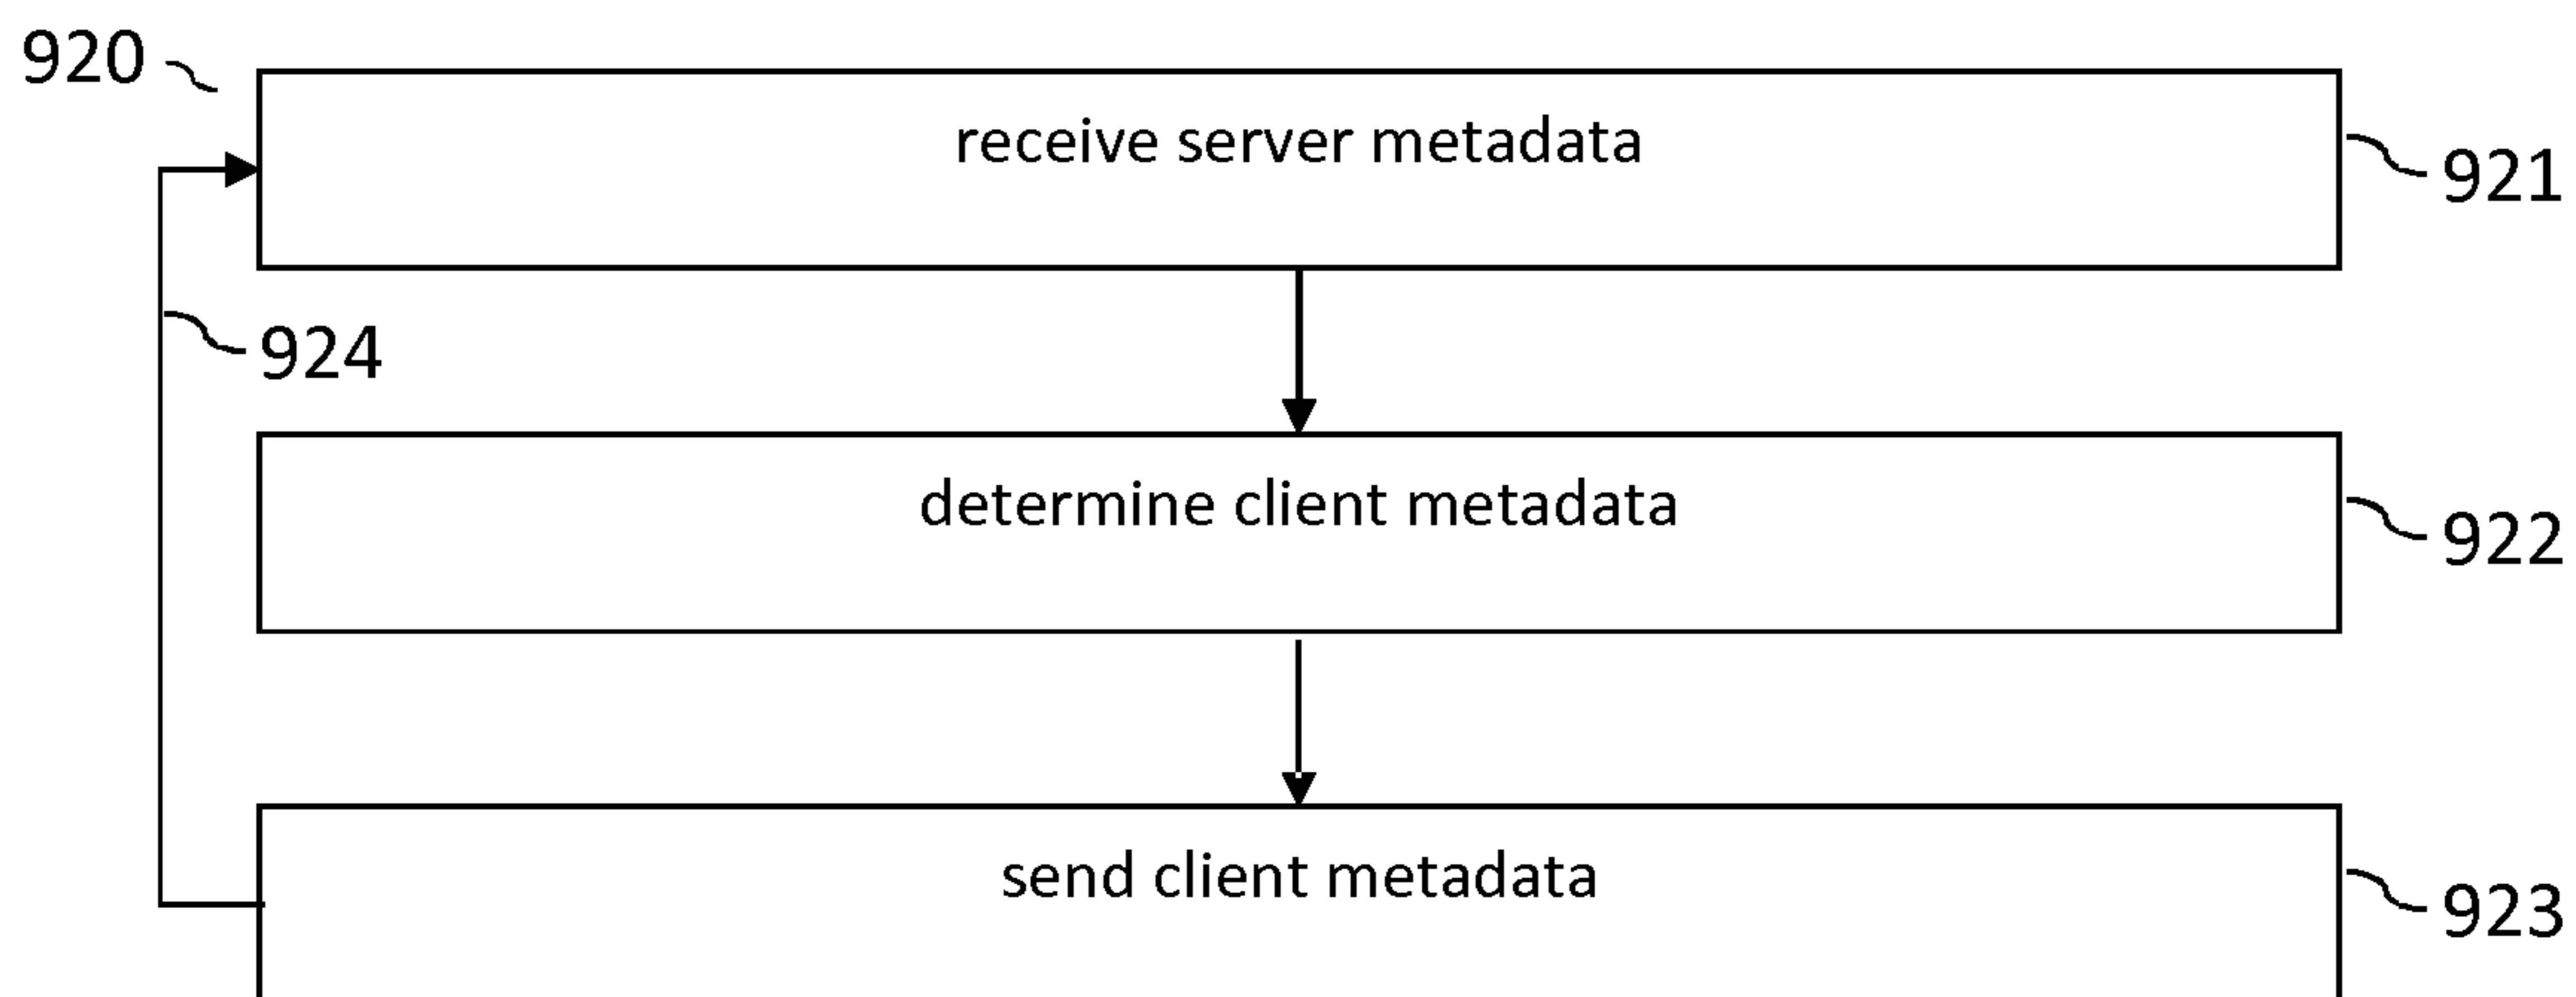 920
receive server metadata
921
924
determine client metadata
922
send client metadata
923